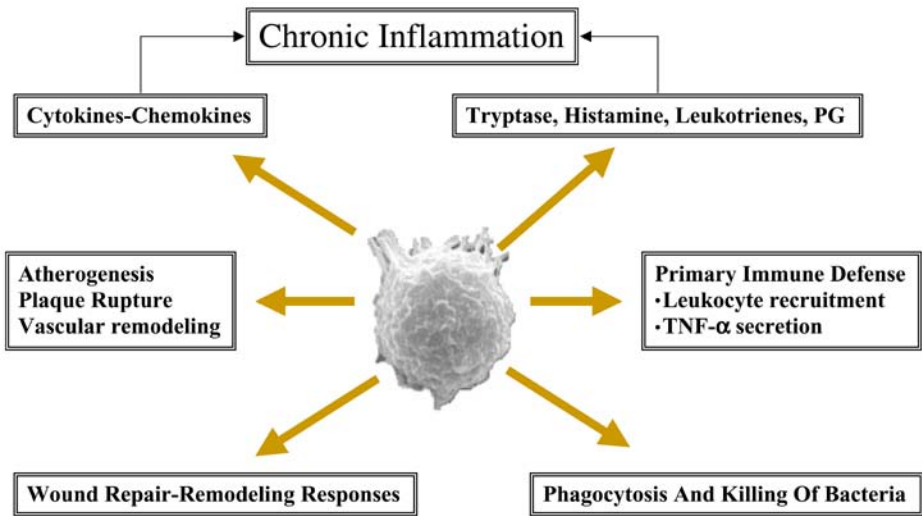 Chronic Inflammation
Cytokines-Chemokines
Tryptase, Histamine, Leukotrienes, PG
Atherogenesis
Plaque Rupture
Vascular remodeling
Primary Immune Defense
·Leukocyte recruitment
·TNF-α secretion
Wound Repair-Remodeling Responses
Phagocytosis And Killing Of Bacteria